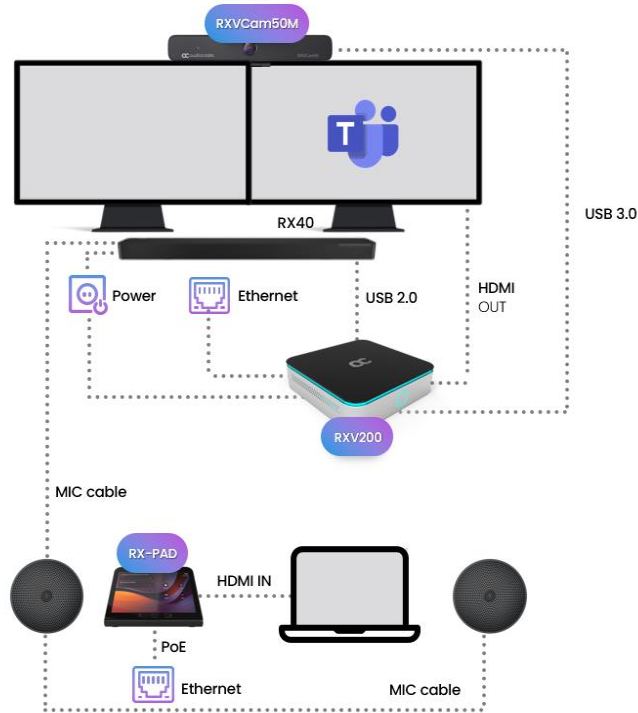 RXVCam50M
T
USB 3.0
RX40
Power
Ethernet
USB 2.0
HDMI
OUT
RXV200
MIC cable
RX-PAD
HDMI IN
PoE
Ethernet
MIC cable